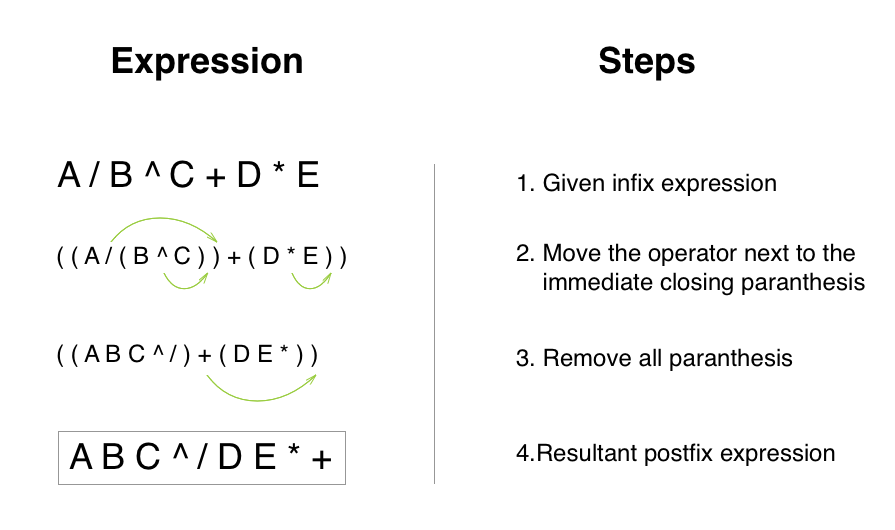 Expression
Steps
A / B ^ C + D * E
1. Given infix expression
( ( A / ( B ^ C ) ) + ( D * E ) )
2. Move the operator next to the
immediate closing paranthesis
( ( A B C ^ / ) + ( D E * ) )
3. Remove all paranthesis
A B C ^ / D E * +
4.Resultant postfix expression